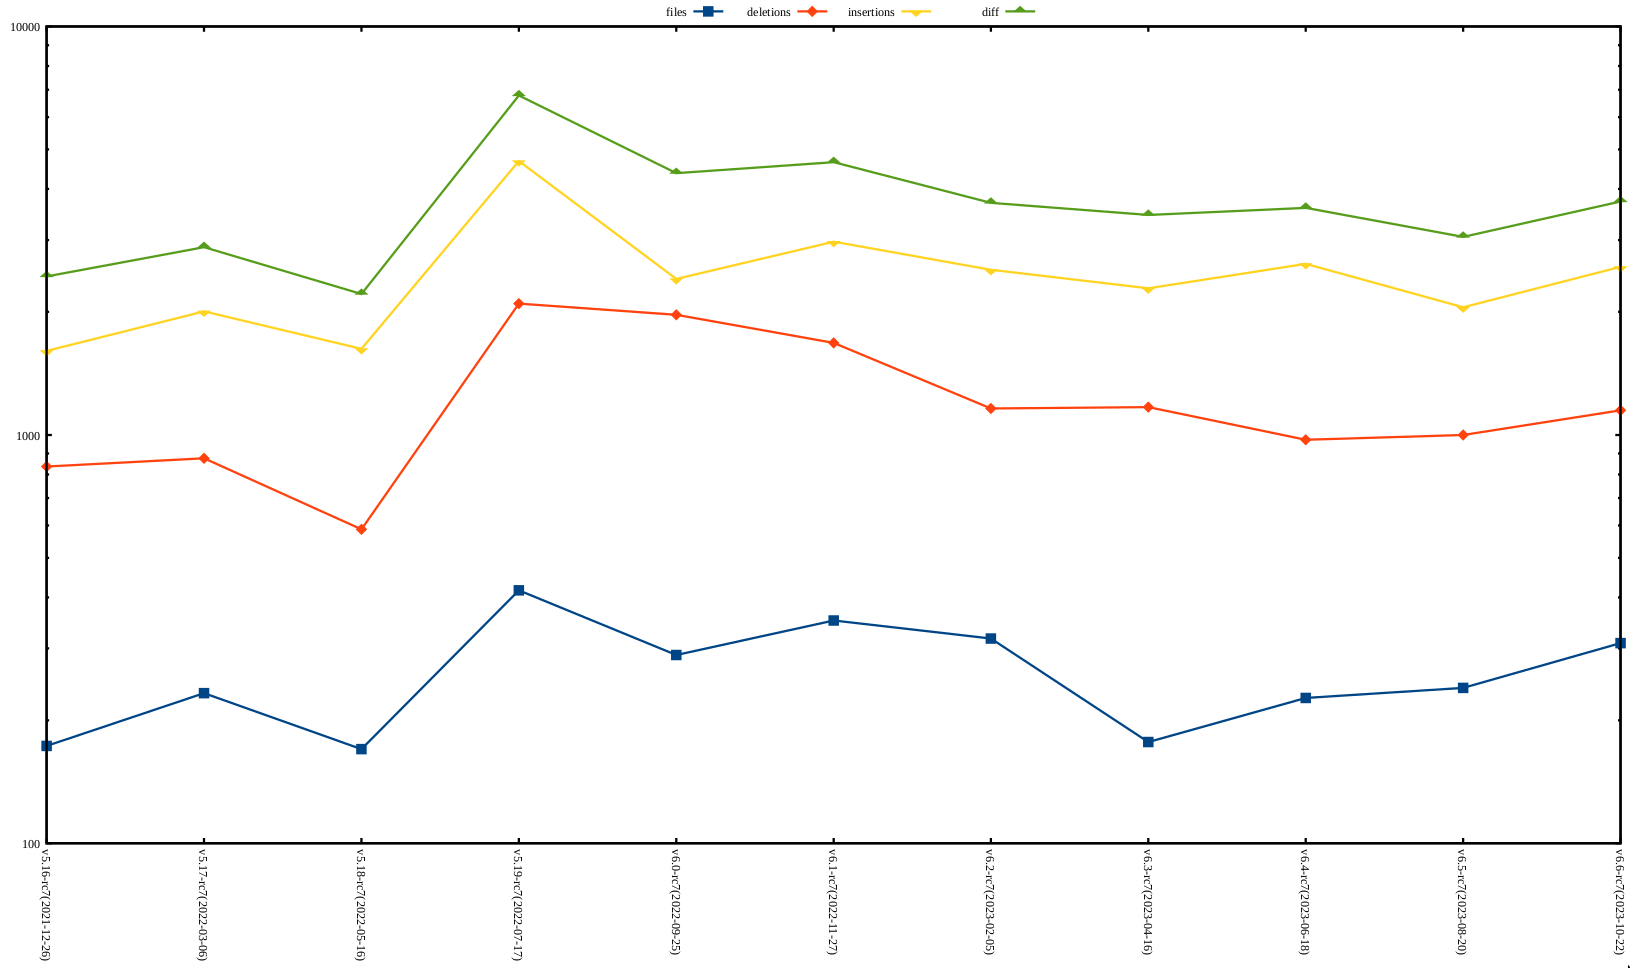 files deletions insertions diff
10000
1000
100
v5.16-rc7(2021-12-26)
v5.17-rc7(2022-03-06)
v5.18-rc7(2022-05-16)
v5.19-rc7(2022-07-17)
v6.0-rc7(2022-09-25)
v6.1-rc7(2022-11-27)
v6.2-rc7(2023-02-05)
v6.3-rc7(2023-04-16)
v6.4-rc7(2023-06-18)
v6.5-rc7(2023-08-20)
v6.6-rc7(2023-10-22)